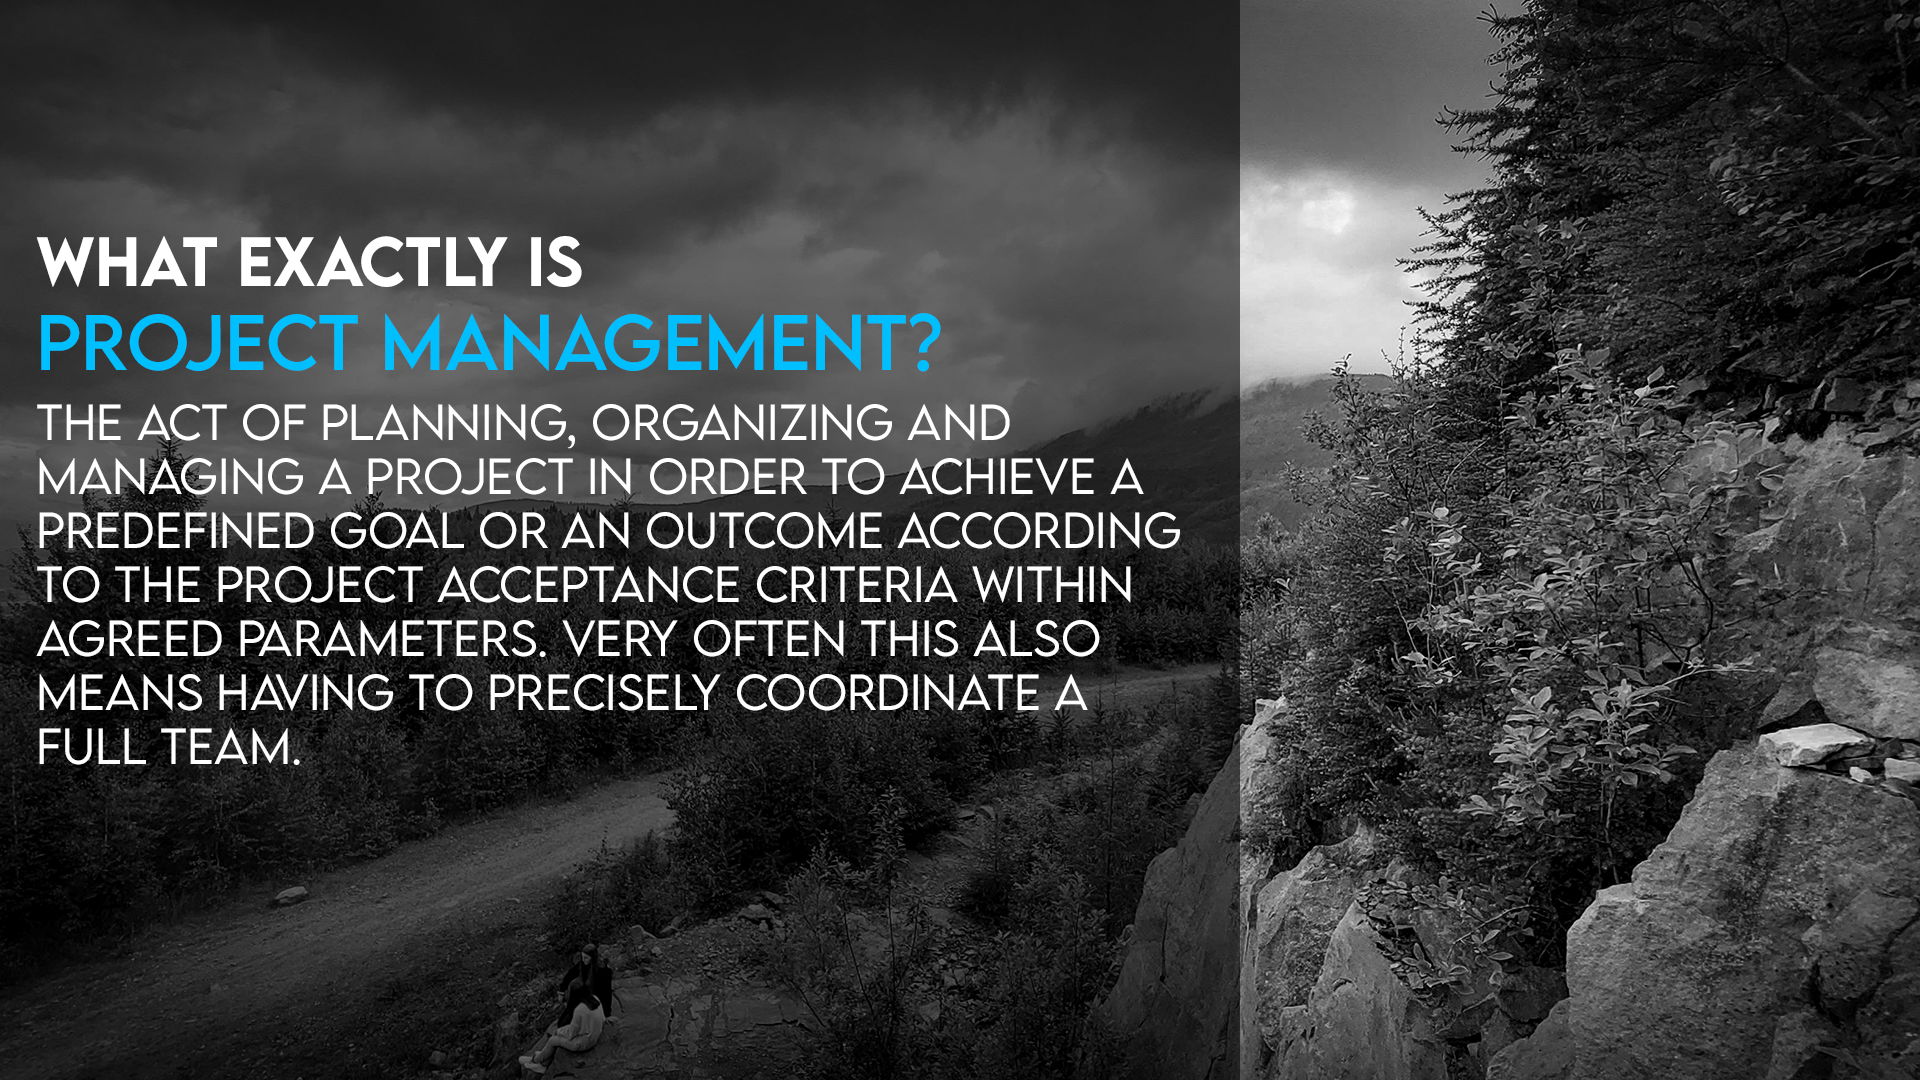 WHAT EXACTLY IS
PROJECT MANAGEMENT?
THE ACT OF PLANNING, ORGANIZING AND
MANAGING A PROJECT IN ORDER TO ACHIEVE A
PREDEFINED GOAL OR AN OUTCOME ACCORDING
TO THE PROJECT ACCEPTANCE CRITERIA WITHIN
AGREED PARAMETERS. VERY OFTEN THIS ALSO
MEANS HAVING TO PRECISELY COORDINATE A
FULL TEAM.